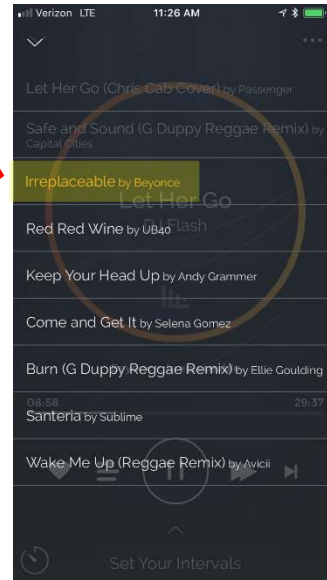 Verizon LTE 11:26 AM
Let Her Go (Chris Cab Cover) by Passenger
Safe and Sound (G Duppy Reggae Remix) by
Capital Cities
Irreplaceable by Beyonce
Let Her Go
Red Red Wine by UB40
DJ Flash
Keep Your Head Up by Andy Grammer
Come and Get It by Selena Gomez
Burn (G Duppy Reggae Remix) by Ellie Goulding
08:58 29:37
Santeria by Sublime
Wake Me Up (Reggae Remix) by Avicii
Set Your Intervals